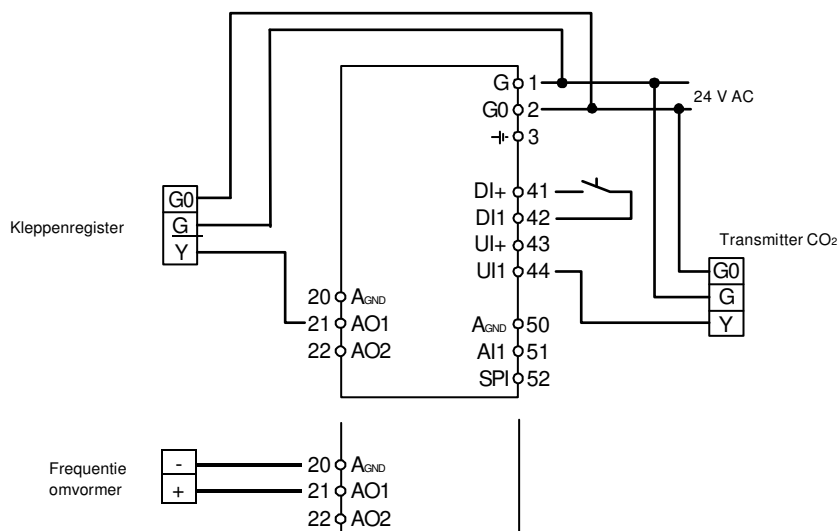 G 1
24 V AC
G0 2
3
DI+ 41
DI1 42
UI+ 43
UI1 44
Kleppenregister
G0
G
Y
Transmitter CO2
G0
G
Y
20 AGND
21 AO1
22 AO2
AGND 50
AI1 51
SPI 52
Frequentie
omvormer
-
+
20 AGND
21 AO1
22 AO2